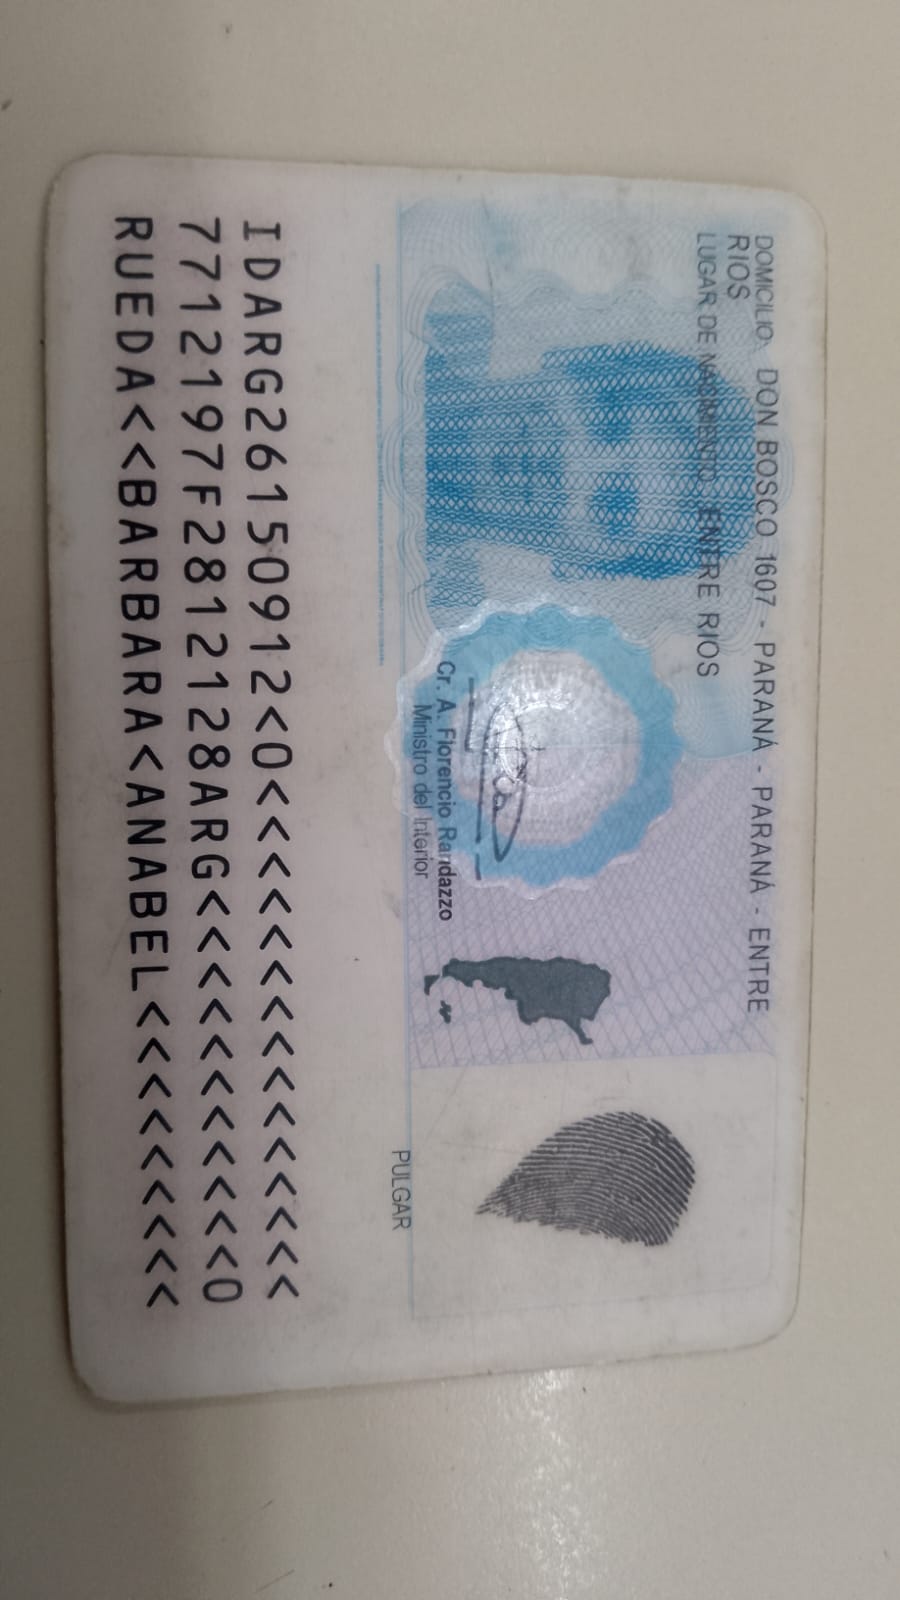 DOMICILIO DON BOSCO 1607 - PARANÁ - PARANÁ - ENTRE
RIOS
LUGAR DE NACIMIENTO ENTRE RIOS
Cr. A. Florencio Randazzo
Ministro del Interior
PULGAR
IDARG26150912<0<<<<<<<<<<<<<<<
7712197F2812128ARG<<<<<<<<<<<0
RUEDA<<BARBARA<ANABEL<<<<<<<<<